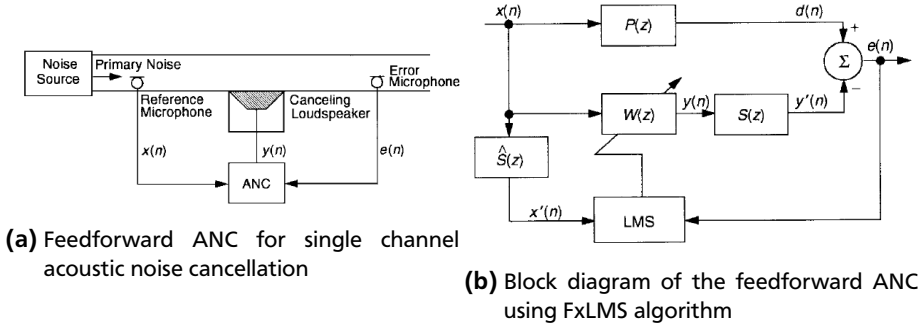 Noise
Source
Primary Noise
Reference
Microphone
Canceling
Loudspeaker
Error
Microphone
x(n)
y(n)
e(n)
ANC
(a) Feedforward ANC for single channel
acoustic noise cancellation
x(n)
P(z)
d(n)
+
e(n)
Σ
−
W(z)
y(n)
S(z)
y'(n)
Ŝ(z)
x'(n)
LMS
(b) Block diagram of the feedforward ANC
using FxLMS algorithm